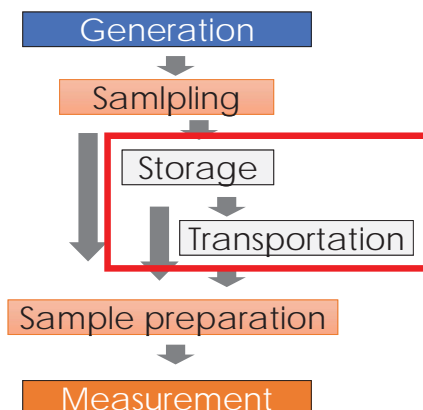 Generation
Samlpling
Storage
Transportation
Sample preparation
Measurement